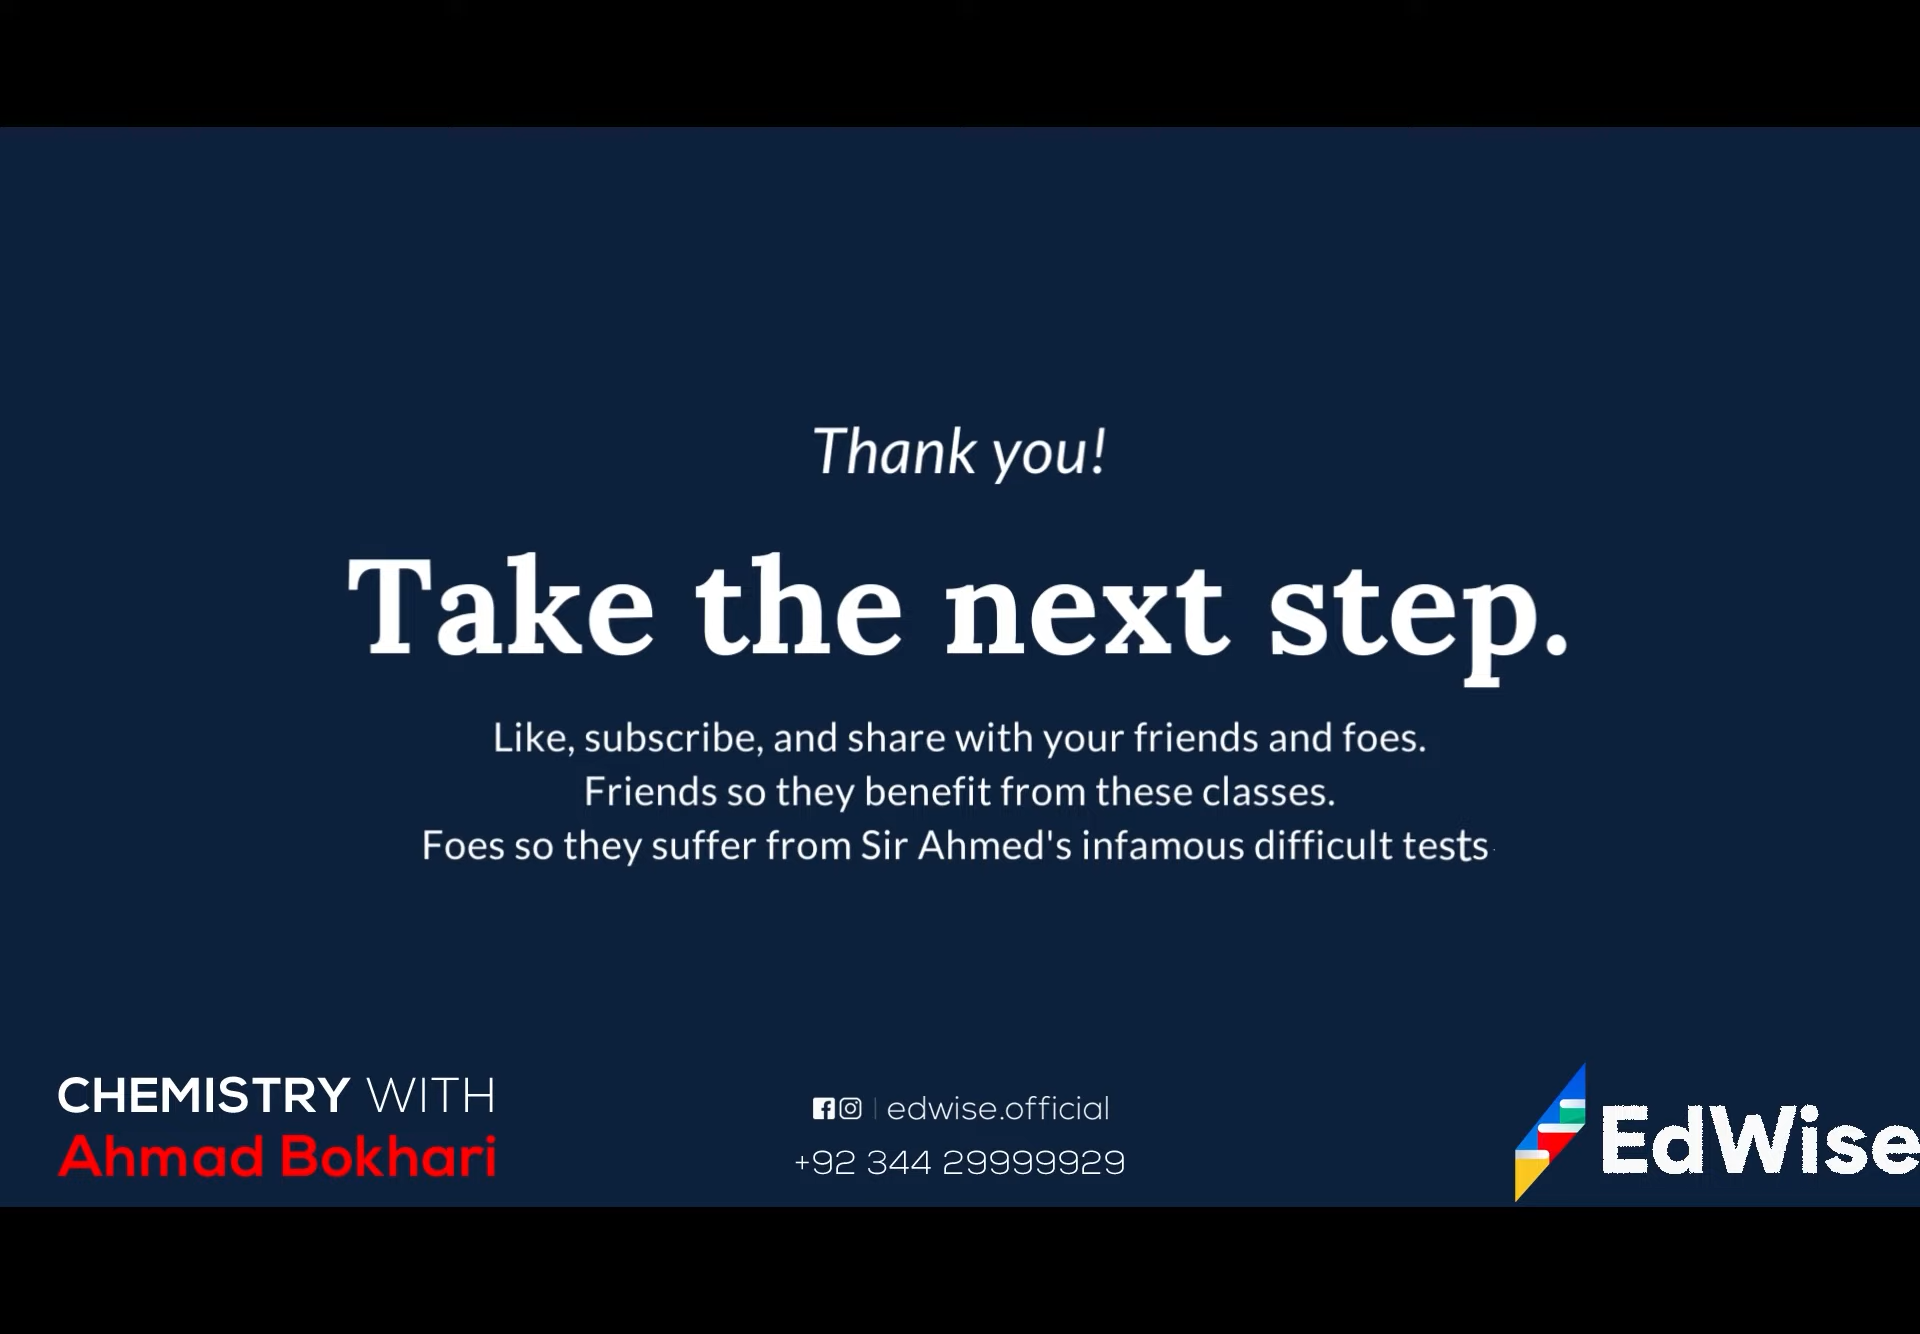 Thank you!
Take the next step.
Like, subscribe, and share with your friends and foes.
Friends so they benefit from these classes.
Foes so they suffer from Sir Ahmed's infamous difficult tests
CHEMISTRY WITH
Ahmad Bokhari
edwise.official
+92 344 29999929
EdWise